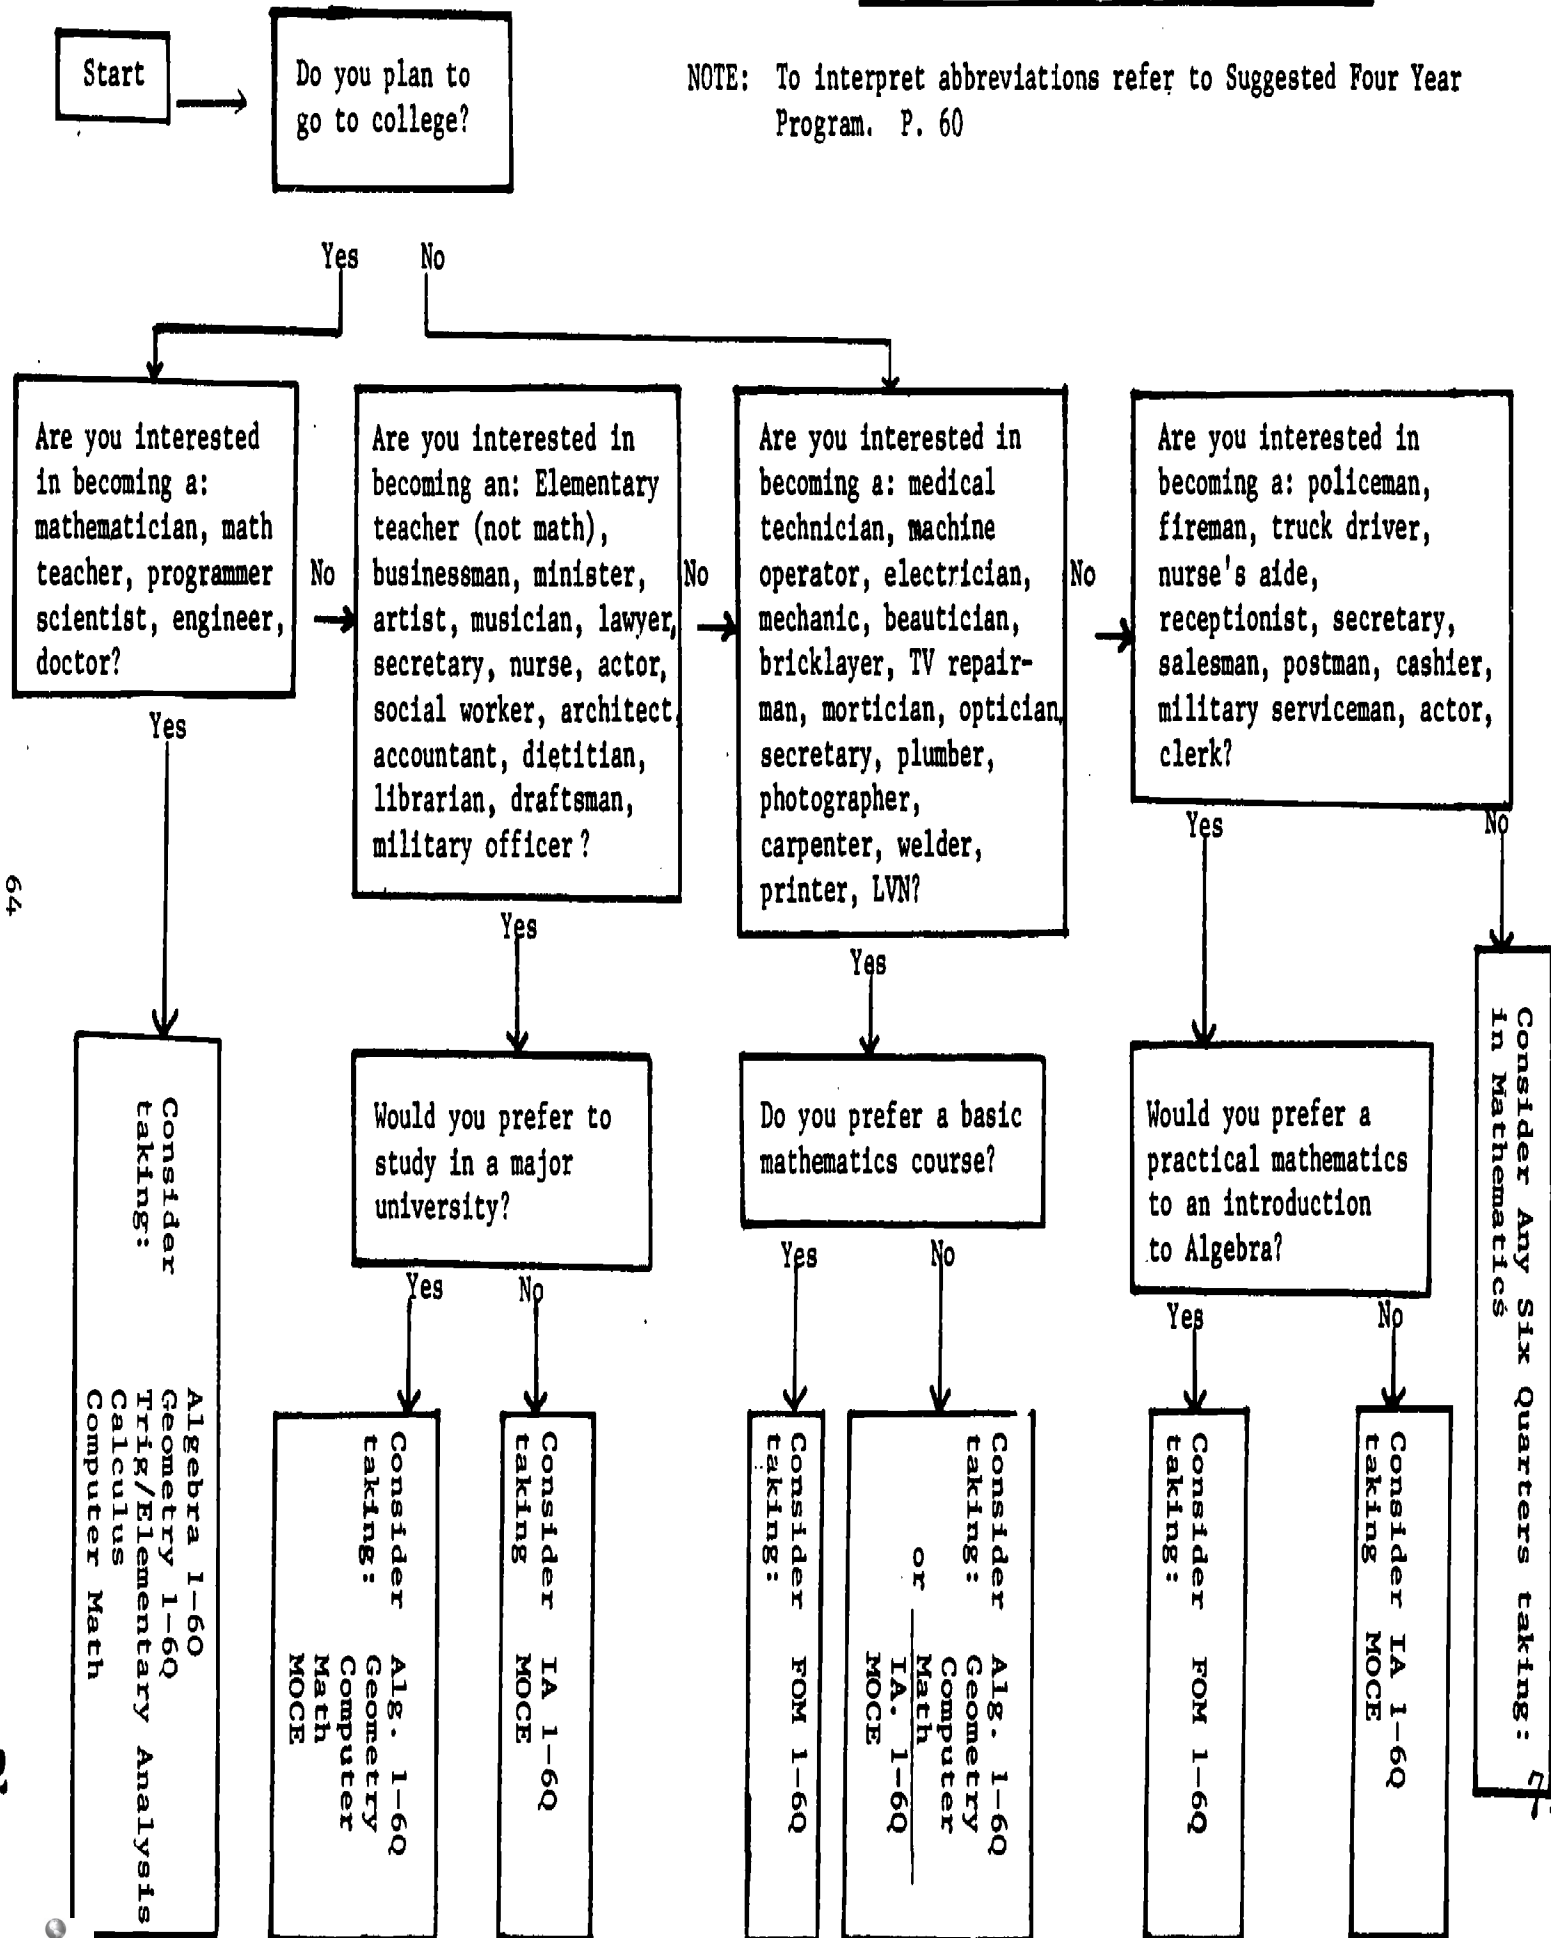 Start
Do you plan to
go to college?
NOTE: To interpret abbreviations refer to Suggested Four Year
Program. P. 60
Yes
No
Are you interested
in becoming a:
mathematician, math
teacher, programmer
scientist, engineer,
doctor?
No
Are you interested in
becoming an: Elementary
teacher (not math),
businessman, minister,
artist, musician, lawyer,
secretary, nurse, actor,
social worker, architect,
accountant, dietitian,
librarian, draftsman,
military officer?
No
Are you interested in
becoming a: medical
technician, machine
operator, electrician,
mechanic, beautician,
bricklayer, TV repair-
man, mortician, optician,
secretary, plumber,
photographer,
carpenter, welder,
printer, LVN?
No
Are you interested in
becoming a: policeman,
fireman, truck driver,
nurse's aide,
receptionist, secretary,
salesman, postman, cashier,
military serviceman, actor,
clerk?
Yes
Yes
Yes
Yes
No
64
Would you prefer to
study in a major
university?
Do you prefer a basic
mathematics course?
Would you prefer a
practical mathematics
to an introduction
to Algebra?
Consider Any Six Quarters taking:
in Mathematics
Yes
No
Yes
No
Yes
No
Consider
taking:
Algebra 1-6Q
Geometry 1-6Q
Trig/Elementary Analysis
Calculus
Computer Math
Consider Alg. 1-6Q
taking: Geometry
Computer
Math
MOCE
Consider IA 1-6Q
taking MOCE
Consider FOM 1-6Q
taking:
Consider Alg. 1-6Q
taking: Geometry
Computer
or Math
IA. 1-6Q
MOCE
Consider FOM 1-6Q
taking:
Consider IA 1-6Q
taking MOCE